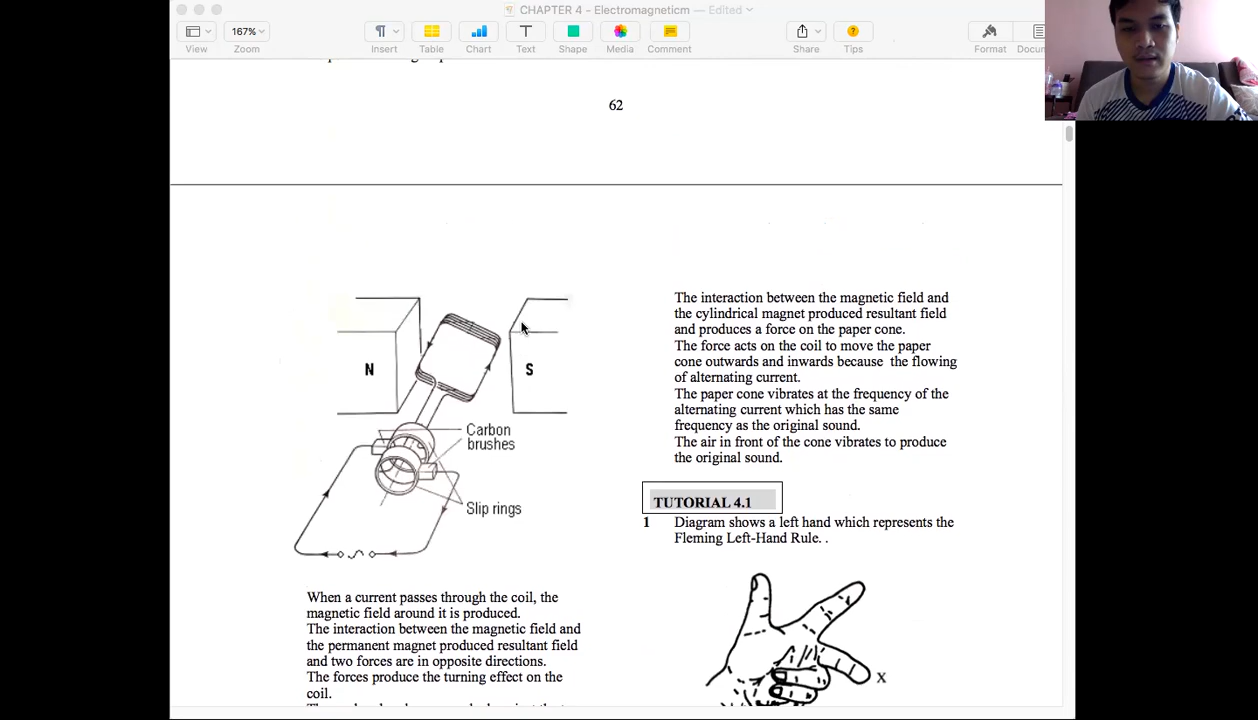 CHAPTER 4 - Electromagneticm — Edited
167%
View
Zoom
Insert
Table
Chart
Text
Shape
Media
Comment
Share
Tips
Format
62
N
S
Carbon
brushes
Slip rings
When a current passes through the coil, the
magnetic field around it is produced.
The interaction between the magnetic field and
the permanent magnet produced resultant field
and two forces are in opposite directions.
The forces produce the turning effect on the
coil.
The interaction between the magnetic field and
the cylindrical magnet produced resultant field
and produces a force on the paper cone.
The force acts on the coil to move the paper
cone outwards and inwards because the flowing
of alternating current.
The paper cone vibrates at the frequency of the
alternating current which has the same
frequency as the original sound.
The air in front of the cone vibrates to produce
the original sound.
TUTORIAL 4.1
1 Diagram shows a left hand which represents the
Fleming Left-Hand Rule. .
X